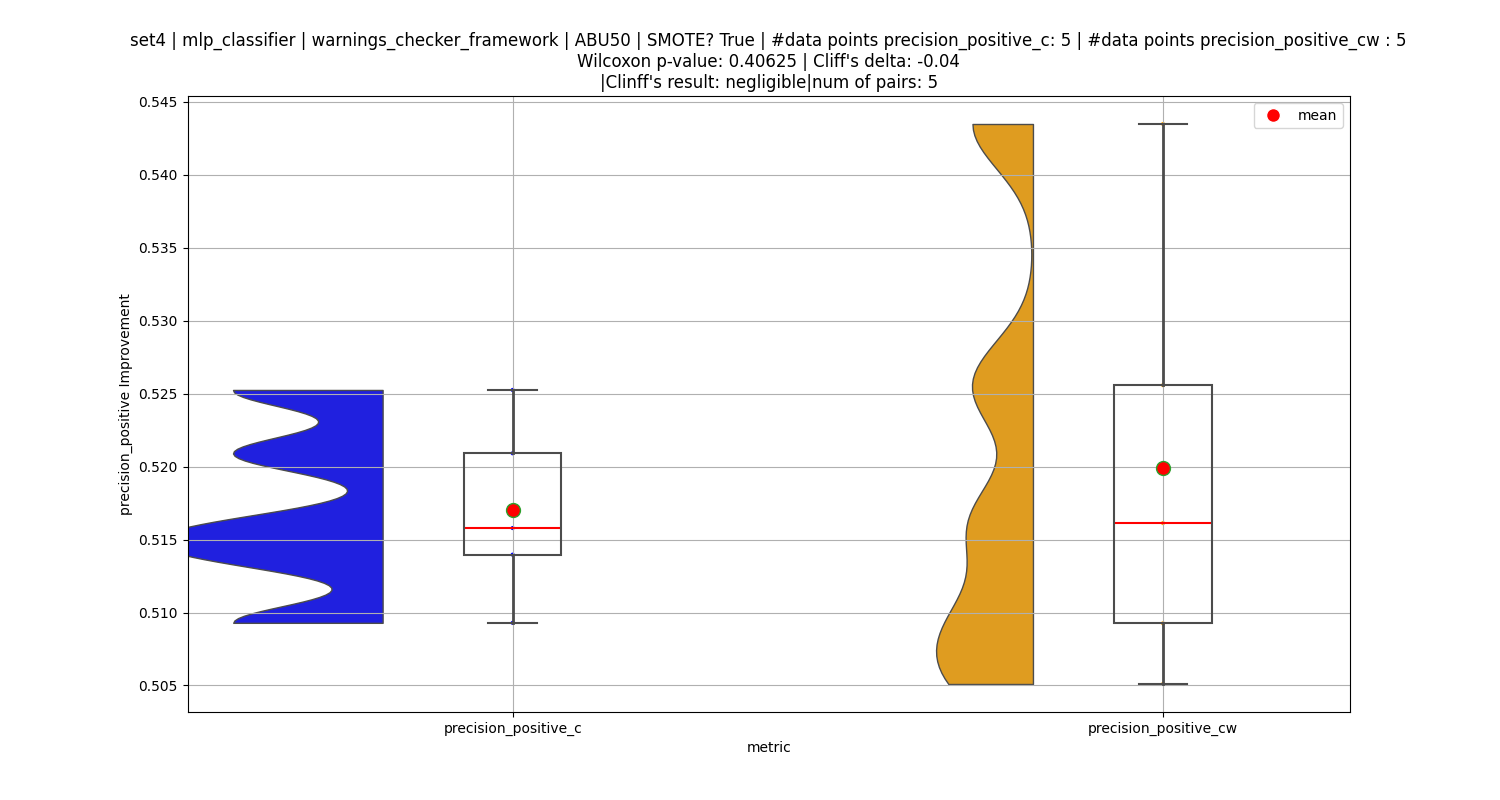 set4 | mlp_classifier | warnings_checker_framework | ABU50 | SMOTE? True | #data points precision_positive_c: 5 | #data points precision_positive_cw : 5
Wilcoxon p-value: 0.40625 | Cliff's delta: -0.04
|Clinff's result: negligible|num of pairs: 5
mean
precision_positive Improvement
0.545
0.540
0.535
0.530
0.525
0.520
0.515
0.510
0.505
precision_positive_c
precision_positive_cw
metric